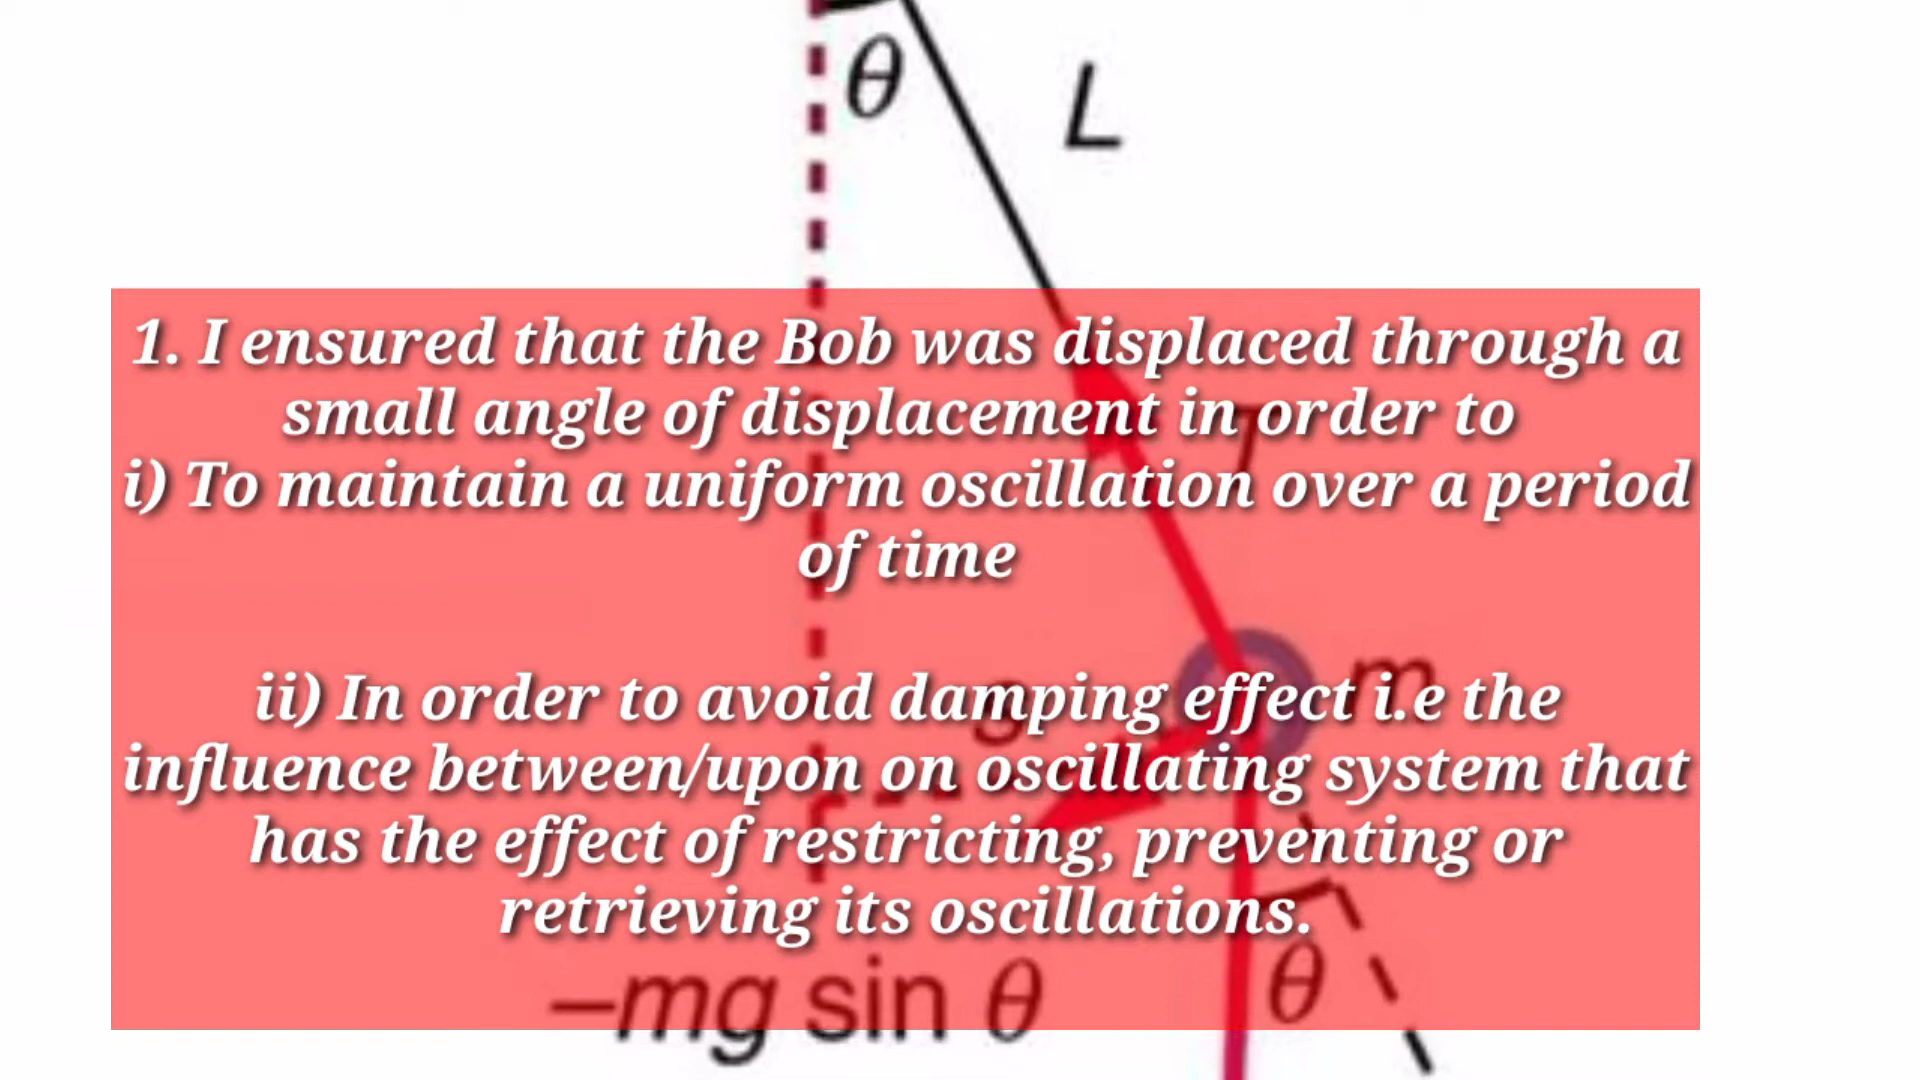 θ
L
1. I ensured that the Bob was displaced through a
small angle of displacement in order to
T
i) To maintain a uniform oscillation over a period
of time
ii) In order to avoid damping effect i.e the
s
m
influence between/upon on oscillating system that
has the effect of restricting, preventing or
retrieving its oscillations.
–mg sin θ
θ